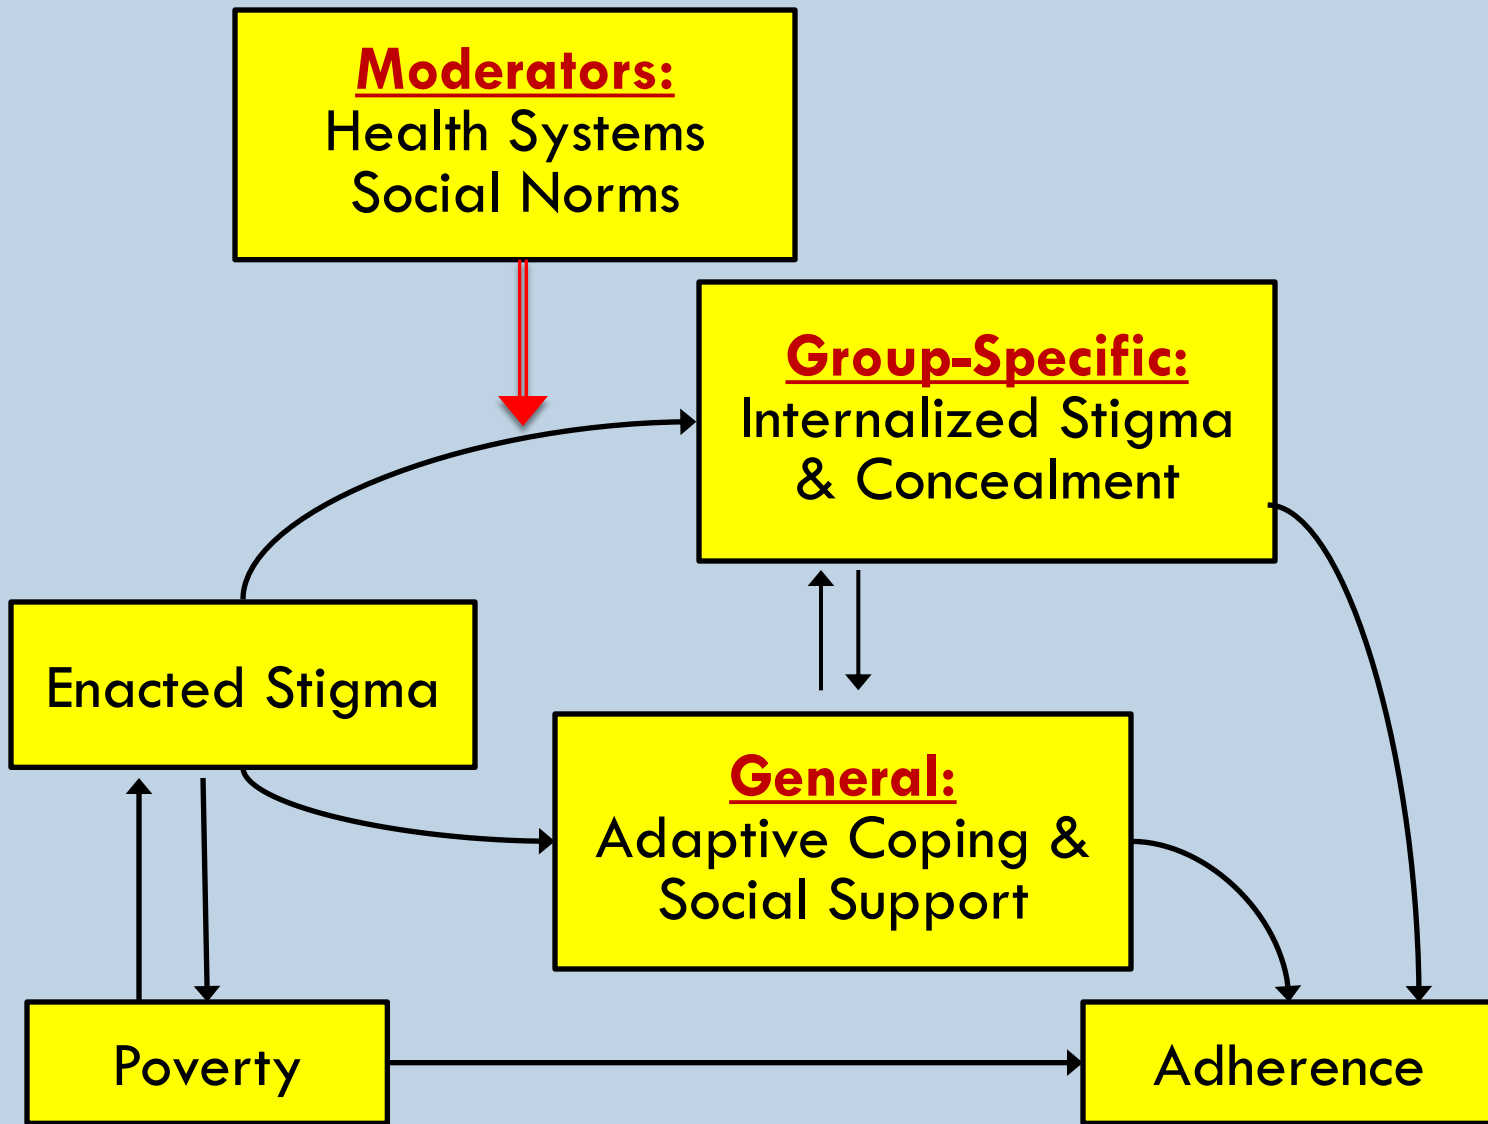 Moderators:
Health Systems
Social Norms
Group-Specific:
Internalized Stigma
& Concealment
Enacted Stigma
General:
Adaptive Coping &
Social Support
Poverty
Adherence